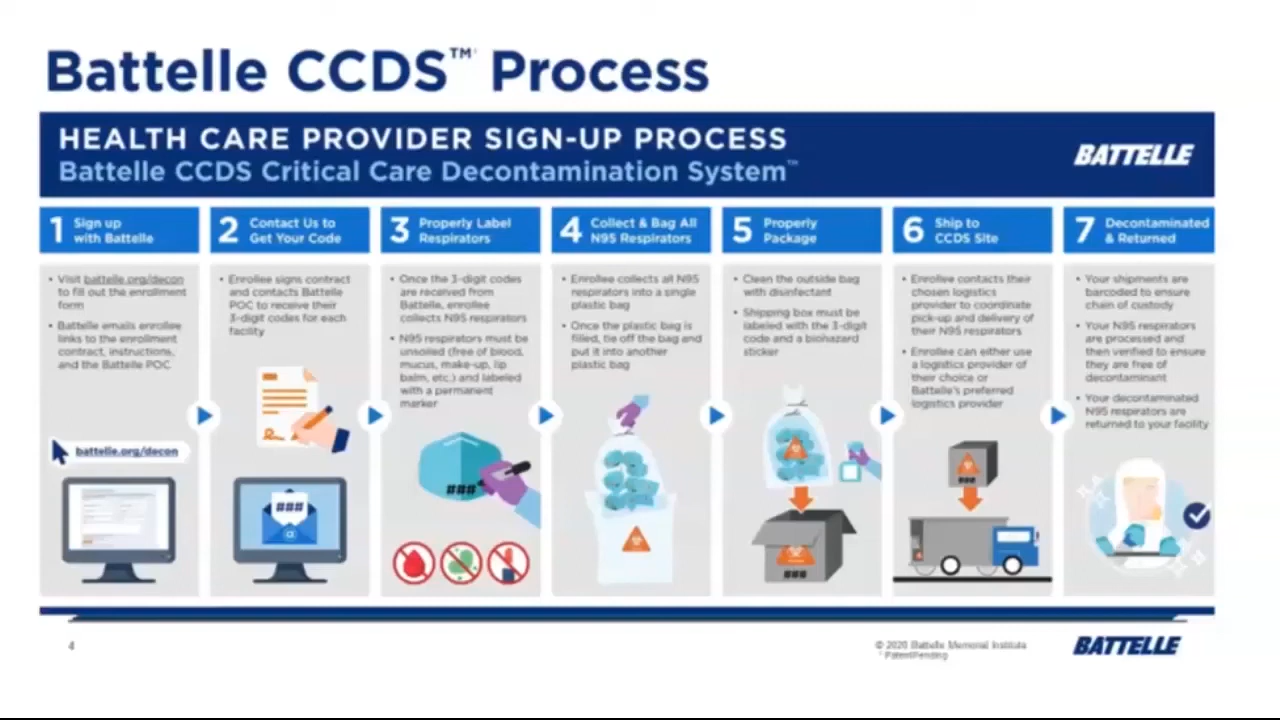 Battelle CCDS™ Process
HEALTH CARE PROVIDER SIGN-UP PROCESS
Battelle CCDS Critical Care Decontamination System™
BATTELLE
1 Sign up
with Battelle
• Visit battelle.org/decon
to fill out the enrollment
form
• Battelle emails enrollee
links to the enrollment
contract, instructions,
and the Battelle POC
battelle.org/decon
2 Contact Us to
Get Your Code
• Enrollee signs contract
and contacts Battelle
POC to receive their
3-digit codes for each
facility
###
@
3 Properly Label
Respirators
• Once the 3-digit codes
are received from
Battelle, enrollee
collects N95 respirators
• N95 respirators must be
unsoiled (free of blood,
mucus, make-up, lip
balm, etc.) and labeled
with a permanent
marker
###
4 Collect & Bag All
N95 Respirators
• Enrollee collects all N95
respirators into a single
plastic bag
• Once the plastic bag is
filled, tie off the bag and
put it into another
plastic bag
5 Properly
Package
• Clean the outside bag
with disinfectant
• Shipping box must be
labeled with the 3-digit
code and a biohazard
sticker
###
6 Ship to
CCDS Site
• Enrollee contacts their
chosen logistics
provider to coordinate
pick-up and delivery of
their N95 respirators
• Enrollee can either use
a logistics provider of
their choice or
Battelle's preferred
logistics provider
###
###
7 Decontaminated
& Returned
• Your shipments are
barcoded to ensure
chain of custody
• Your N95 respirators
are processed and
then verified to ensure
they are free of
decontaminant
• Your decontaminated
N95 respirators are
returned to your facility
4
© 2020 Battelle Memorial Institute
Patent Pending
BATTELLE